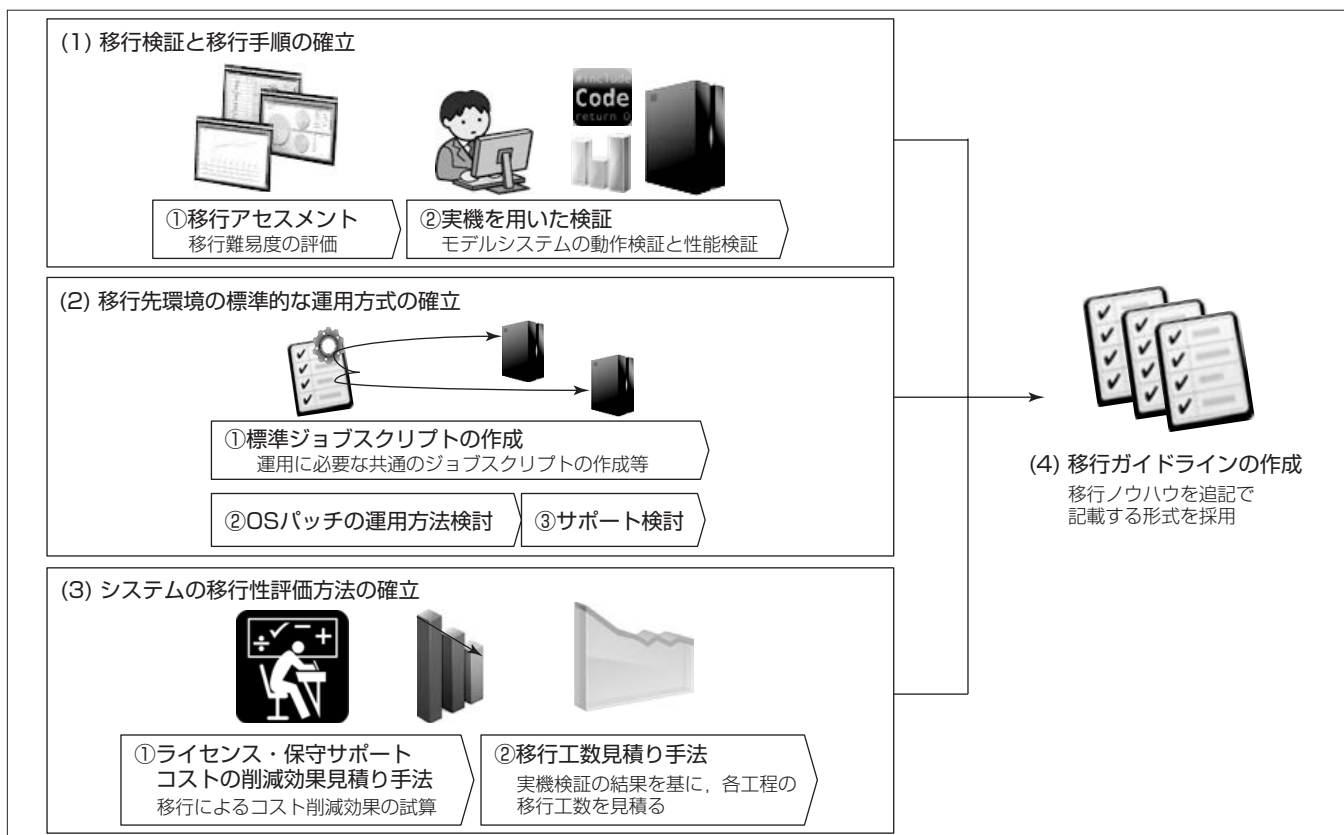 (1) 移行検証と移行手順の確立
#include
Code
return 0
①移行アセスメント
移行難易度の評価
②実機を用いた検証
モデルシステムの動作検証と性能検証
(2) 移行先環境の標準的な運用方式の確立
①標準ジョブスクリプトの作成
運用に必要な共通のジョブスクリプトの作成等
②OSパッチの運用方法検討
③サポート検討
(3) システムの移行性評価方法の確立
①ライセンス・保守サポート
コストの削減効果見積り手法
移行によるコスト削減効果の試算
②移行工数見積り手法
実機検証の結果を基に，各工程の
移行工数を見積る
(4) 移行ガイドラインの作成
移行ノウハウを追記で
記載する形式を採用